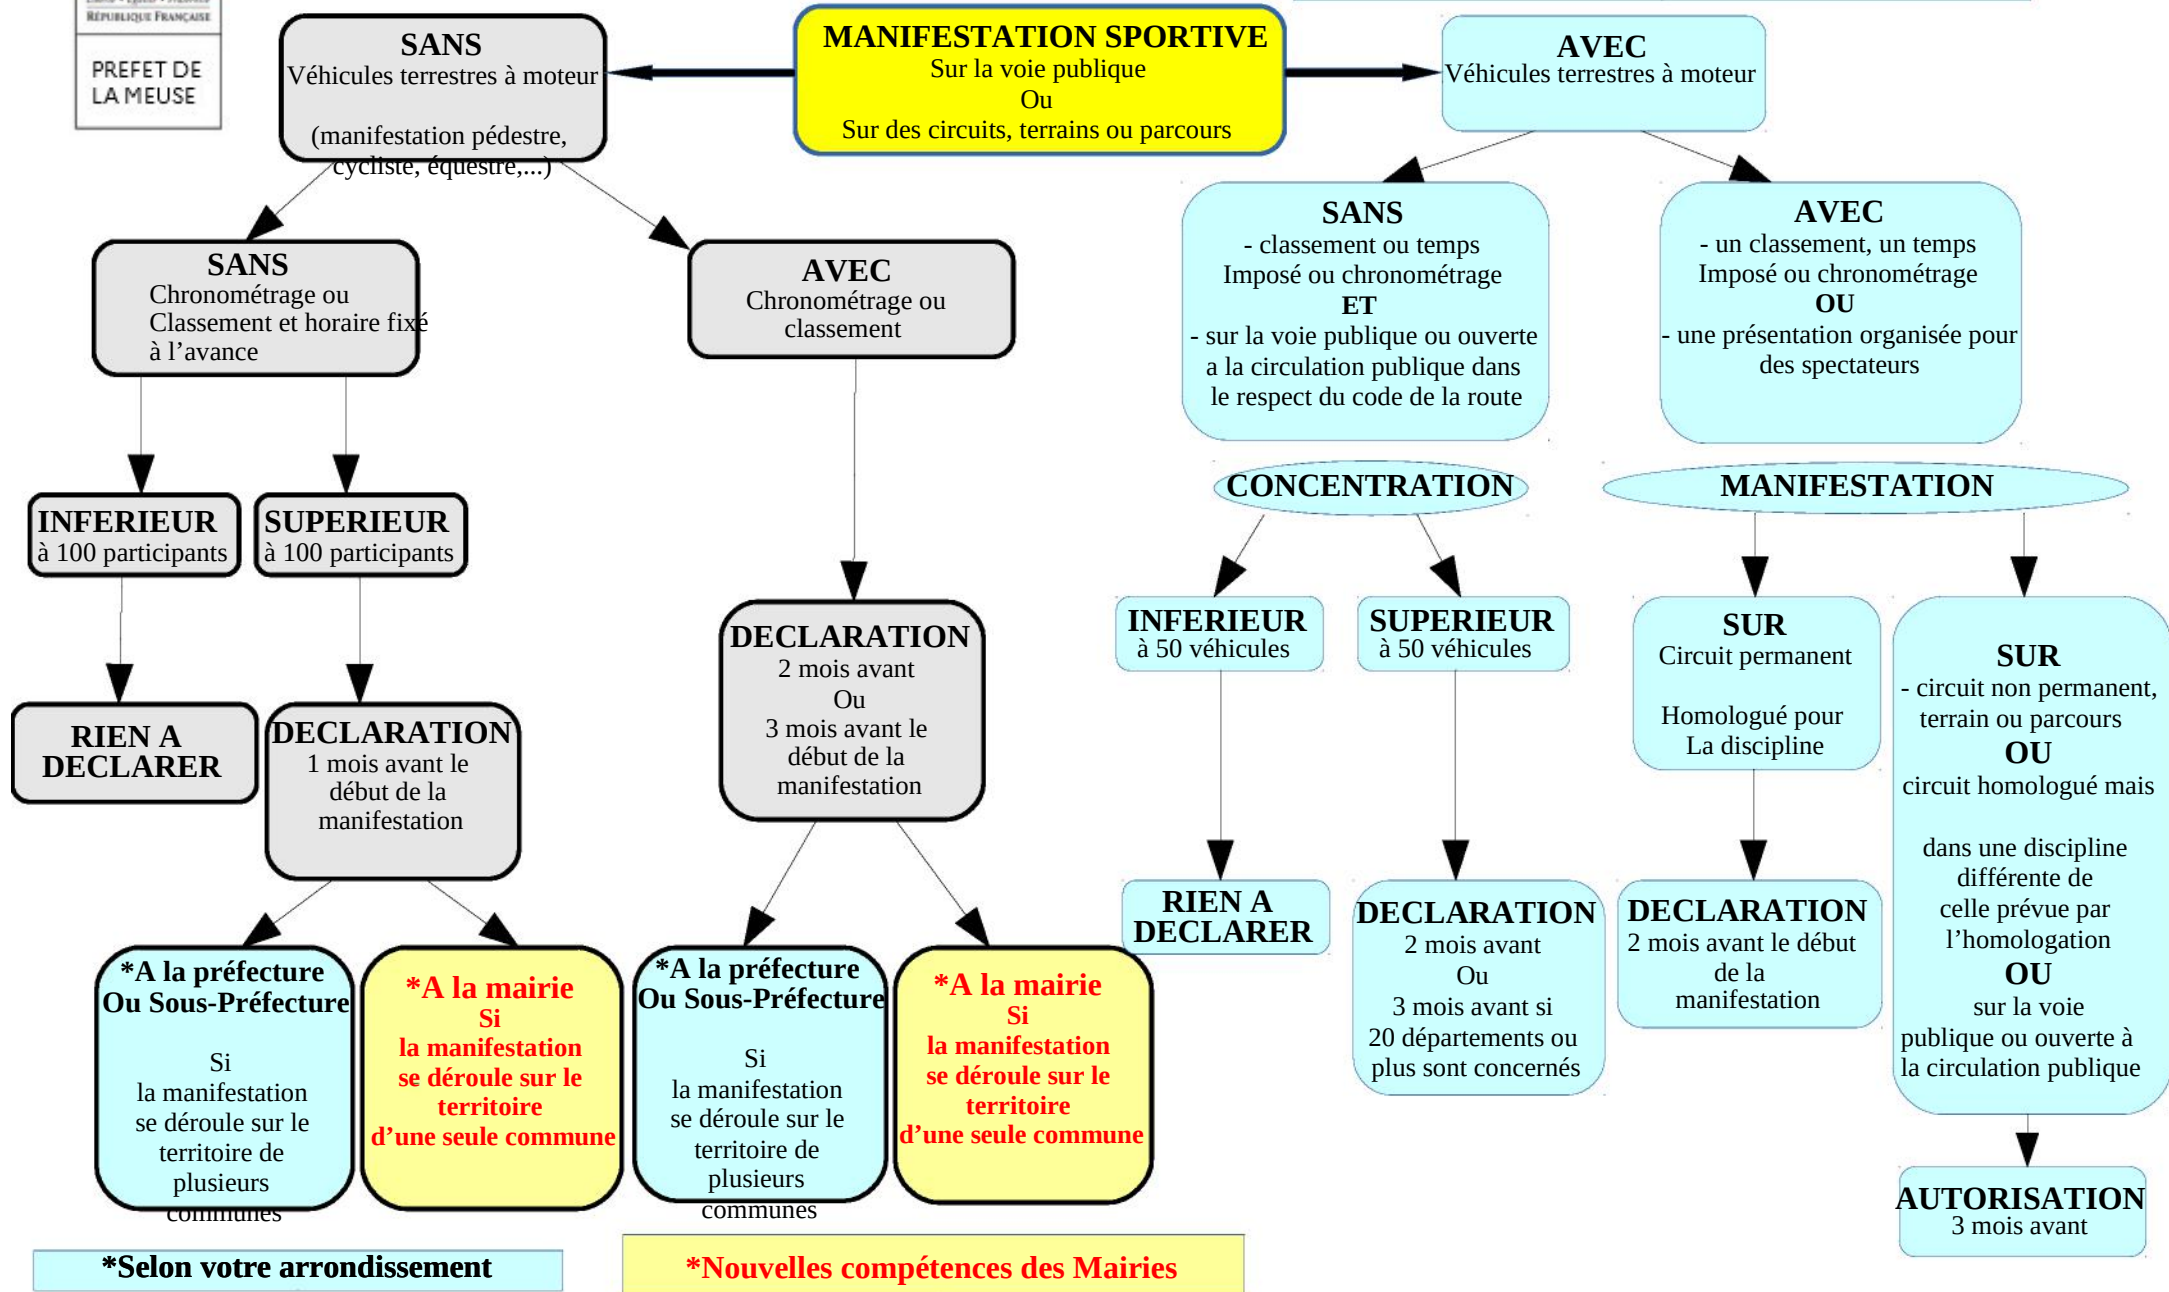 RÉPUBLIQUE FRANÇAISE
PREFET DE
LA MEUSE
MANIFESTATION SPORTIVE
Sur la voie publique
Ou
Sur des circuits, terrains ou parcours
SANS
Véhicules terrestres à moteur
(manifestation pédestre,
cycliste, équestre,...)
AVEC
Véhicules terrestres à moteur
SANS
Chronométrage ou
Classement et horaire fixé
à l’avance
AVEC
Chronométrage ou
classement
SANS
- classement ou temps
Imposé ou chronométrage
ET
- sur la voie publique ou ouverte
a la circulation publique dans
le respect du code de la route
AVEC
- un classement, un temps
Imposé ou chronométrage
OU
- une présentation organisée pour
des spectateurs
CONCENTRATION
MANIFESTATION
INFERIEUR
à 100 participants
SUPERIEUR
à 100 participants
RIEN A
DECLARER
DECLARATION
1 mois avant le
début de la
manifestation
DECLARATION
2 mois avant
Ou
3 mois avant le
début de la
manifestation
INFERIEUR
à 50 véhicules
SUPERIEUR
à 50 véhicules
SUR
Circuit permanent
Homologué pour
La discipline
SUR
- circuit non permanent,
terrain ou parcours
OU
circuit homologué mais
dans une discipline
différente de
celle prévue par
l’homologation
OU
sur la voie
publique ou ouverte à
la circulation publique
RIEN A
DECLARER
DECLARATION
2 mois avant
Ou
3 mois avant si
20 départements ou
plus sont concernés
DECLARATION
2 mois avant le début
de la
manifestation
AUTORISATION
3 mois avant
*A la préfecture
Ou Sous-Préfecture
Si
la manifestation
se déroule sur le
territoire de
plusieurs
communes
*A la mairie
Si
la manifestation
se déroule sur le
territoire
d’une seule commune
*A la préfecture
Ou Sous-Préfecture
Si
la manifestation
se déroule sur le
territoire de
plusieurs
communes
*A la mairie
Si
la manifestation
se déroule sur le
territoire
d’une seule commune
*Selon votre arrondissement
*Nouvelles compétences des Mairies